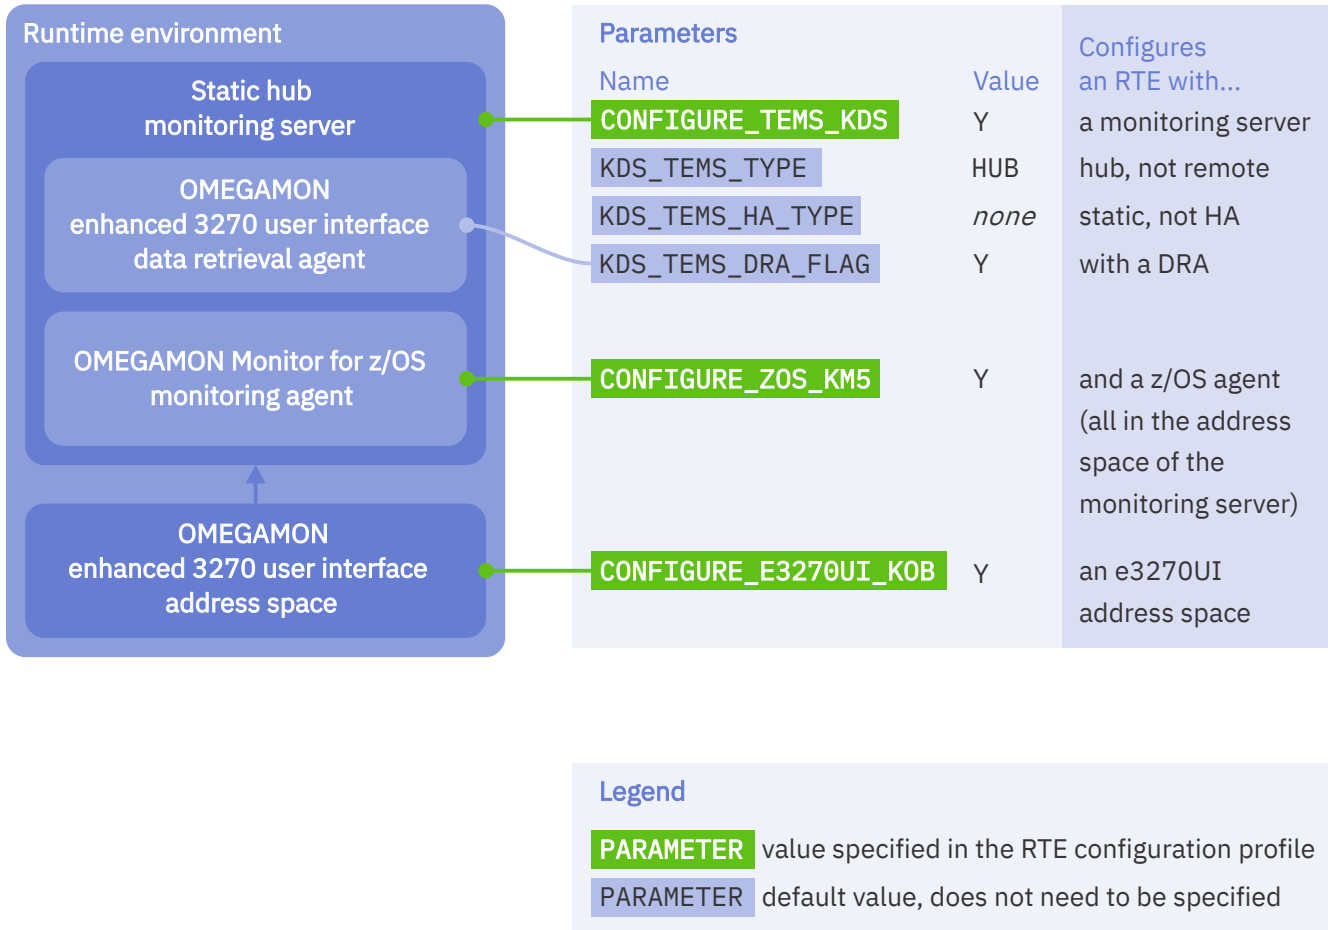 Runtime environment
Static hub
monitoring server
OMEGAMON
enhanced 3270 user interface
data retrieval agent
OMEGAMON Monitor for z/OS
monitoring agent
OMEGAMON
enhanced 3270 user interface
address space
Parameters
Name Value Configures
an RTE with...
CONFIGURE_TEMS_KDS Y a monitoring server
KDS_TEMS_TYPE HUB hub, not remote
KDS_TEMS_HA_TYPE none static, not HA
KDS_TEMS_DRA_FLAG Y with a DRA
CONFIGURE_ZOS_KM5 Y and a z/OS agent
(all in the address
space of the
monitoring server)
CONFIGURE_E3270UI_KOB Y an e3270UI
address space
Legend
PARAMETER value specified in the RTE configuration profile
PARAMETER default value, does not need to be specified